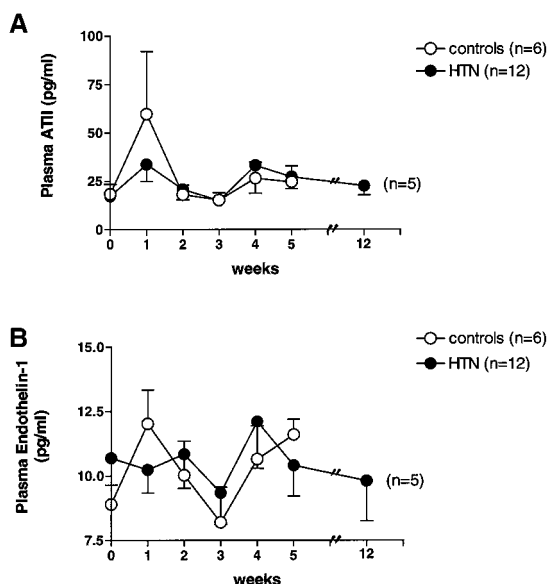 A
Plasma ATII (pg/ml)
100
75
50
25
0
controls (n=6)
HTN (n=12)
(n=5)
0 1 2 3 4 5 12
weeks
B
Plasma Endothelin-1
(pg/ml)
15.0
12.5
10.0
7.5
controls (n=6)
HTN (n=12)
(n=5)
0 1 2 3 4 5 12
weeks